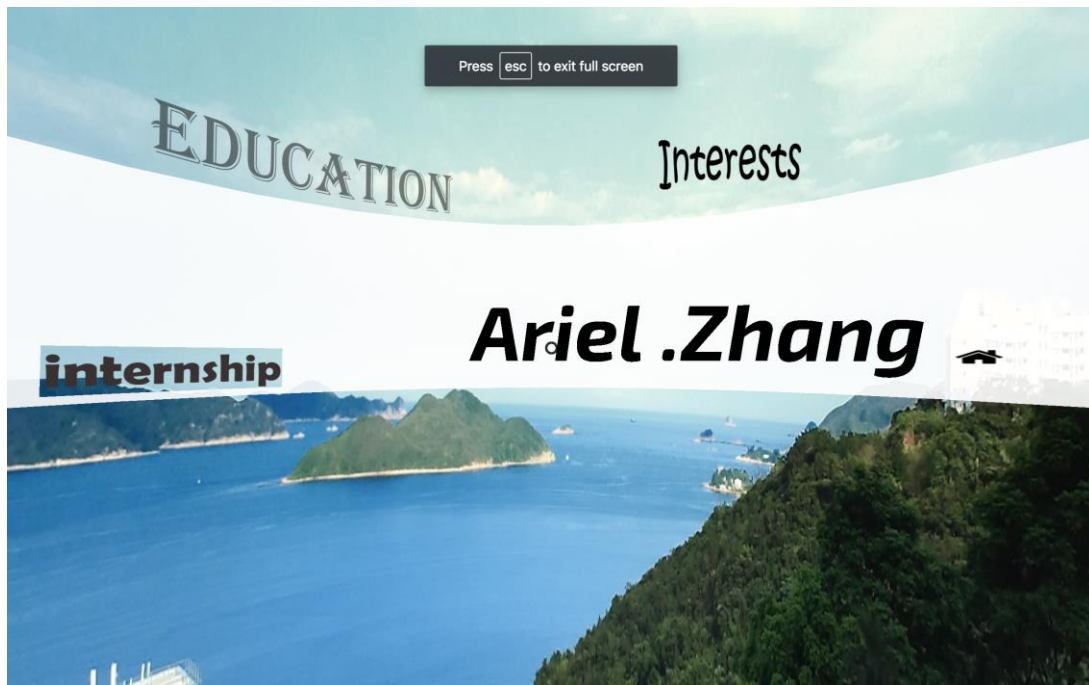 Press esc to exit full screen
EDUCATION
Interests
Ariel .Zhang
internship